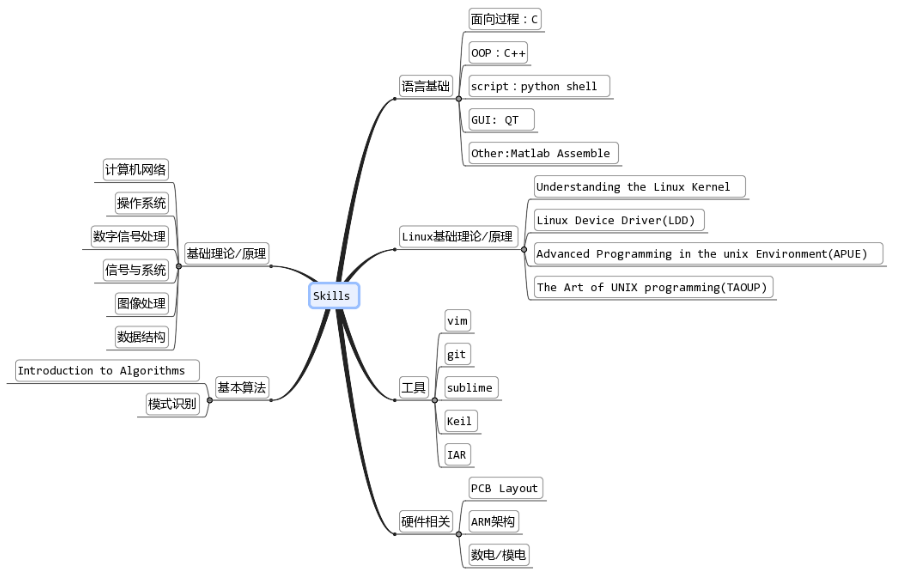 Skills
语言基础
面向过程：C
OOP：C++
script：python shell
GUI: QT
Other:Matlab Assemble
Linux基础理论/原理
Understanding the Linux Kernel
Linux Device Driver(LDD)
Advanced Programming in the unix Environment(APUE)
The Art of UNIX programming(TAOUP)
工具
vim
git
sublime
Keil
IAR
硬件相关
PCB Layout
ARM架构
数电/模电
基础理论/原理
计算机网络
操作系统
数字信号处理
信号与系统
图像处理
数据结构
基本算法
Introduction to Algorithms
模式识别